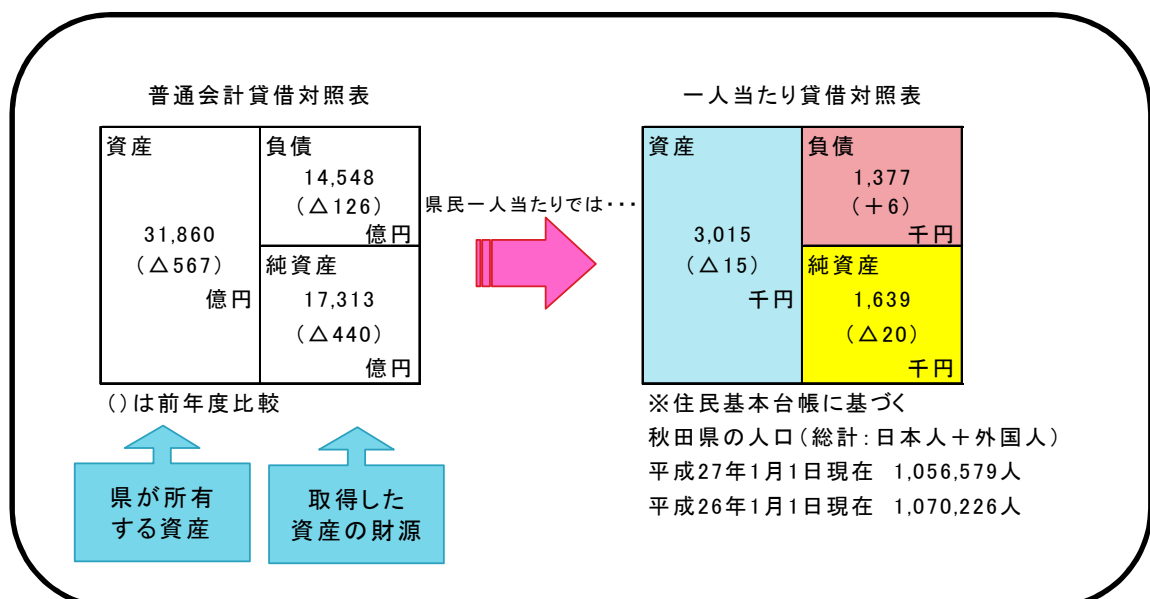 普通会計貸借対照表
資産
31,860
(△567)
億円
負債
14,548
(△126)
億円
純資産
17,313
(△440)
億円
()は前年度比較
県が所有
する資産
取得した
資産の財源
県民一人当たりでは・・・
一人当たり貸借対照表
資産
3,015
(△15)
千円
負債
1,377
(+6)
千円
純資産
1,639
(△20)
千円
※住民基本台帳に基づく
秋田県の人口(総計:日本人+外国人)
平成27年1月1日現在 1,056,579人
平成26年1月1日現在 1,070,226人